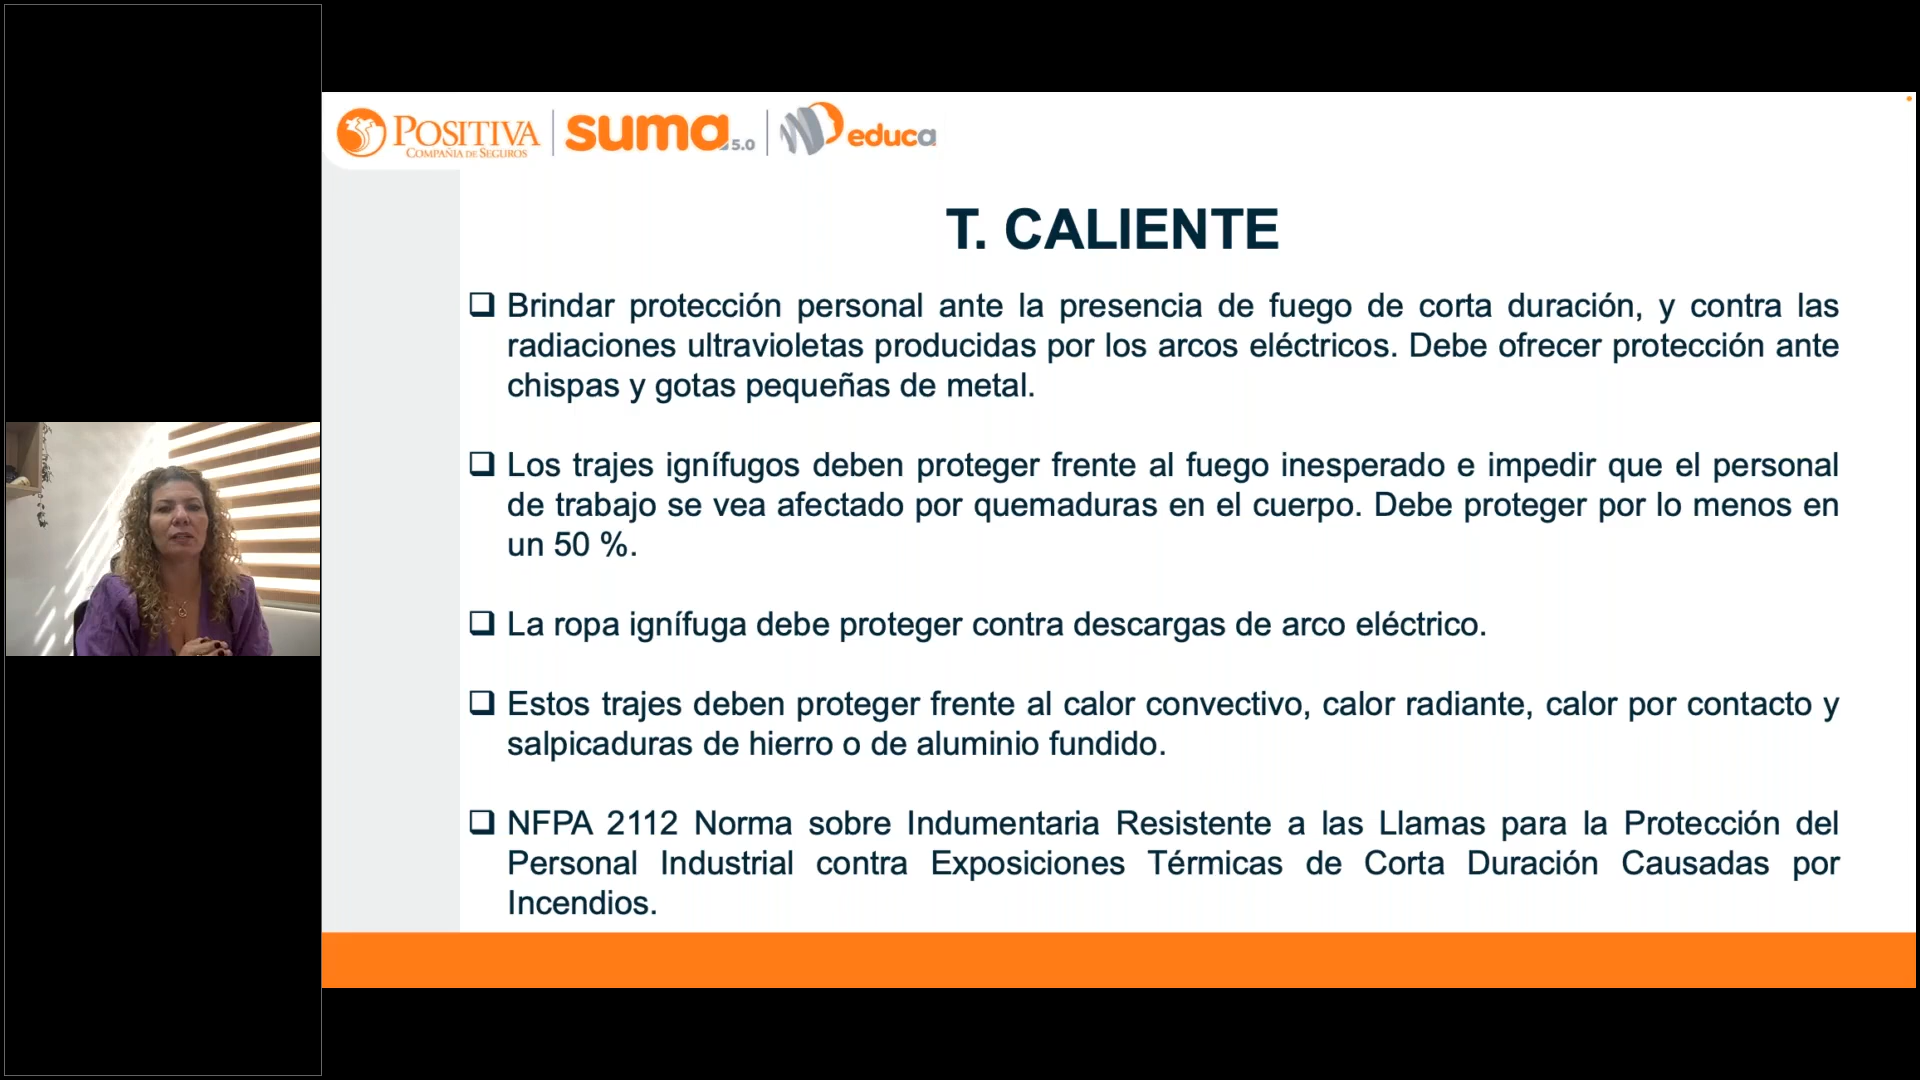 POSITIVA
COMPAÑIA DE SEGUROS
suma 5.0
educa
T. CALIENTE
❑ Brindar protección personal ante la presencia de fuego de corta duración, y contra las
radiaciones ultravioletas producidas por los arcos eléctricos. Debe ofrecer protección ante
chispas y gotas pequeñas de metal.
❑ Los trajes ignífugos deben proteger frente al fuego inesperado e impedir que el personal
de trabajo se vea afectado por quemaduras en el cuerpo. Debe proteger por lo menos en
un 50 %.
❑ La ropa ignífuga debe proteger contra descargas de arco eléctrico.
❑ Estos trajes deben proteger frente al calor convectivo, calor radiante, calor por contacto y
salpicaduras de hierro o de aluminio fundido.
❑ NFPA 2112 Norma sobre Indumentaria Resistente a las Llamas para la Protección del
Personal Industrial contra Exposiciones Térmicas de Corta Duración Causadas por
Incendios.